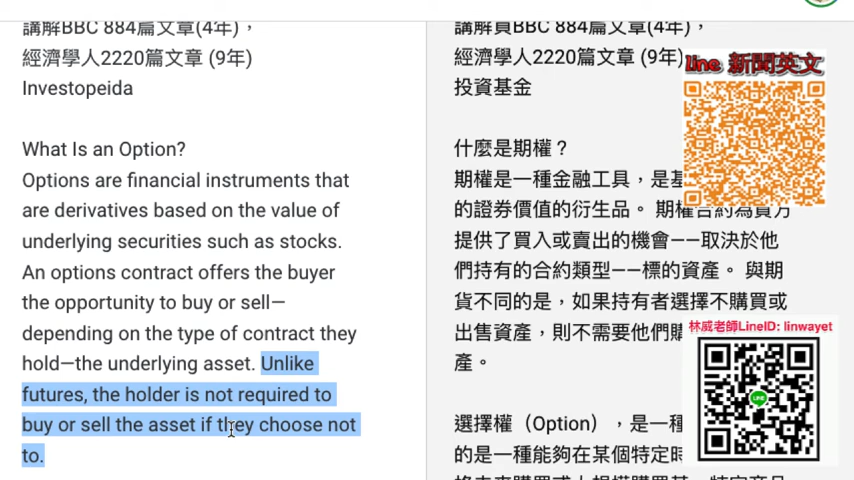 講解BBC 884篇文章(4年)，
經濟學人2220篇文章 (9年)
Investopeida
What Is an Option?
Options are financial instruments that
are derivatives based on the value of
underlying securities such as stocks.
An options contract offers the buyer
the opportunity to buy or sell—
depending on the type of contract they
hold—the underlying asset. Unlike
futures, the holder is not required to
buy or sell the asset if they choose not
to.
講解員BBC 884篇文章(4年)，
經濟學人2220篇文章 (9年)
投資基金
什麼是期權？
期權是一種金融工具，是基
的證券價值的衍生品。 期權合約為買方
提供了買入或賣出的機會——取決於他
們持有的合約類型——標的資產。 與期
貨不同的是，如果持有者選擇不購買或
出售資產，則不需要他們購
產。
選擇權（Option），是一種
的是一種能夠在某個特定時
line 新聞英文
林威老師LineID: linwayet
LINE